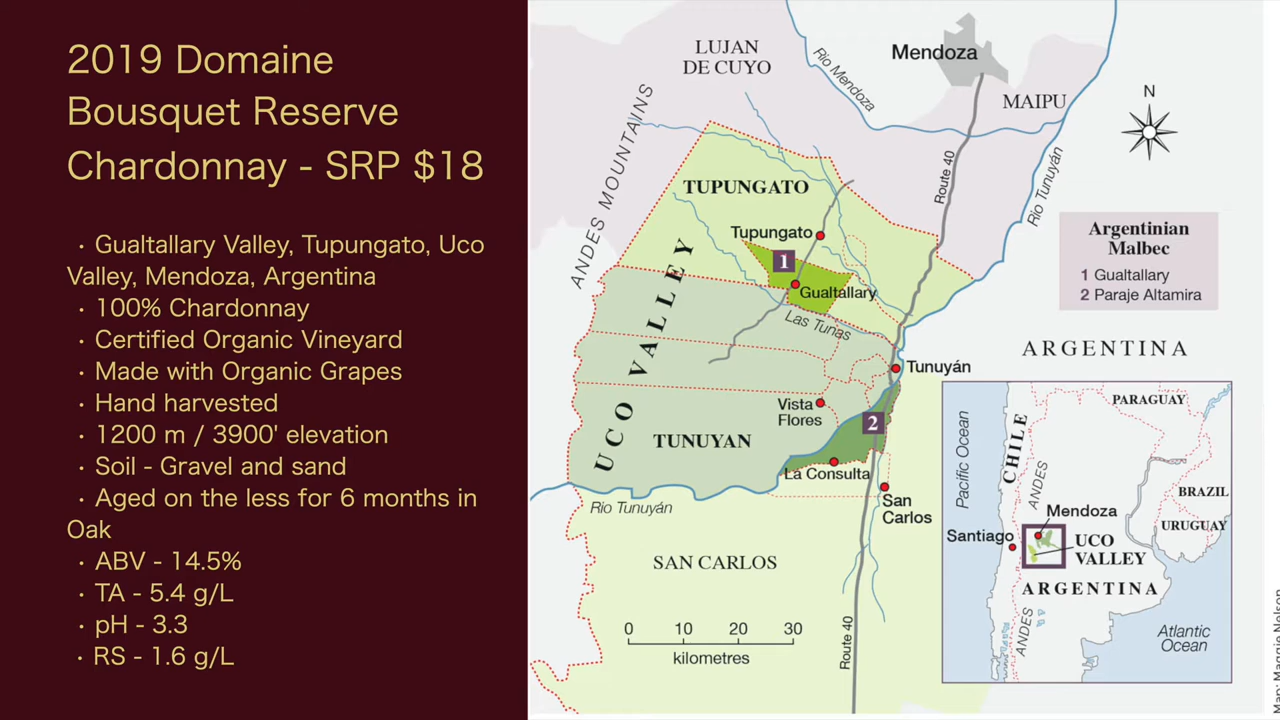 2019 Domaine
Bousquet Reserve
Chardonnay - SRP $18
• Gualtallary Valley, Tupungato, Uco
Valley, Mendoza, Argentina
• 100% Chardonnay
• Certified Organic Vineyard
• Made with Organic Grapes
• Hand harvested
• 1200 m / 3900' elevation
• Soil - Gravel and sand
• Aged on the less for 6 months in
Oak
• ABV - 14.5%
• TA - 5.4 g/L
• pH - 3.3
• RS - 1.6 g/L
LUJAN
DE CUYO
Rio Mendoza
Mendoza
MAIPU
N
ANDES MOUNTAINS
Route 40
Rio Tunuyán
TUPUNGATO
Tupungato
1
Gualtallary
Las Tunas
UCO VALLEY
Argentinian
Malbec
1 Gualtallary
2 Paraje Altamira
ARGENTINA
Tunuyán
Vista
Flores
2
TUNUYAN
La Consulta
Rio Tunuyán
San
Carlos
SAN CARLOS
0 10 20 30
kilometres
Route 40
PARAGUAY
Pacific Ocean
CHILE
ANDES
BRAZIL
Mendoza
URUGUAY
Santiago
UCO
VALLEY
ARGENTINA
ANDES
Atlantic
Ocean
Map: Maggie Nelson